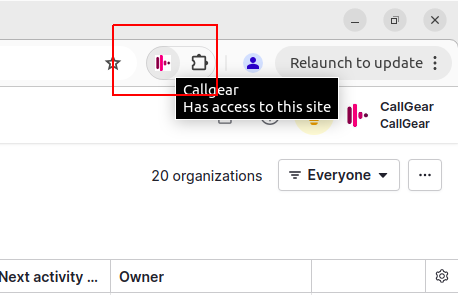 Relaunch to update
Callgear
Has access to this site
CallGear
CallGear
20 organizations
Everyone
Next activity ...
Owner